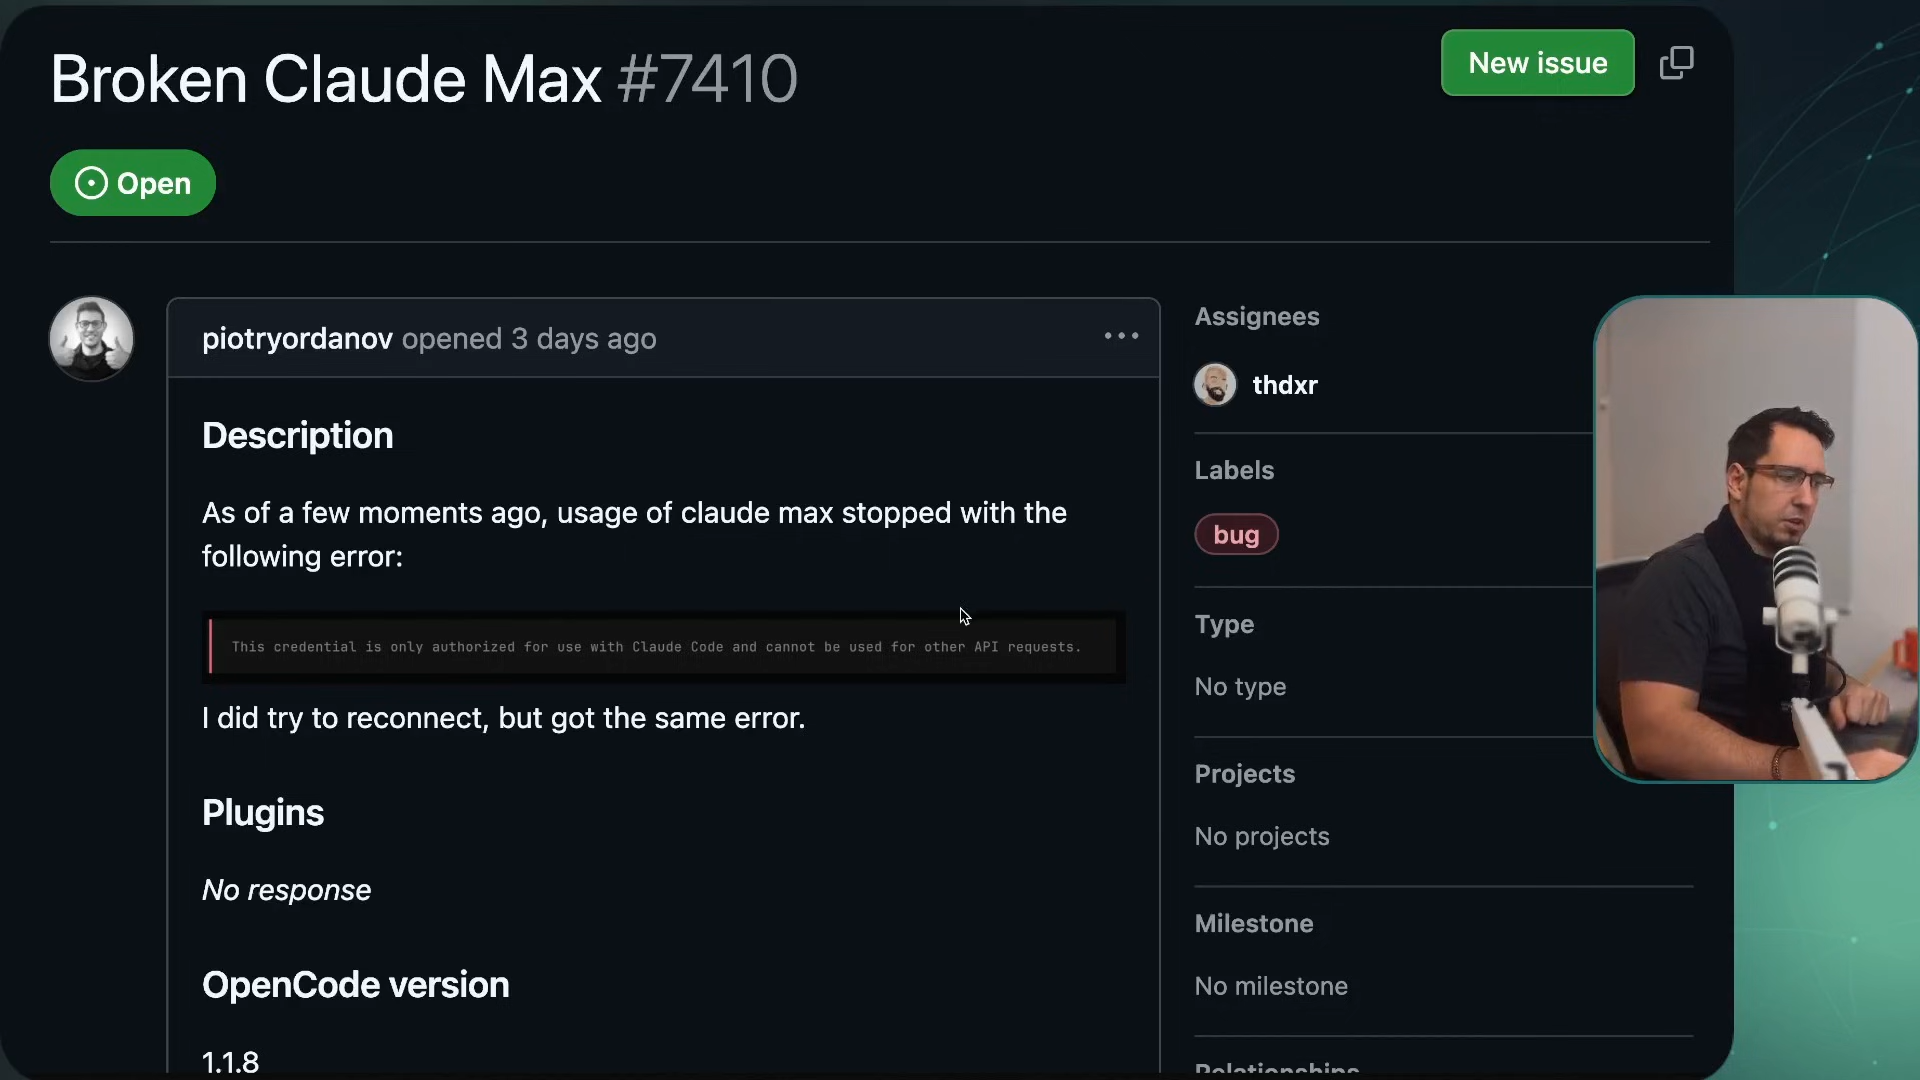 Broken Claude Max #7410
New issue
Open
piotryordanov opened 3 days ago
Description
As of a few moments ago, usage of claude max stopped with the
following error:
This credential is only authorized for use with Claude Code and cannot be used for other API requests.
I did try to reconnect, but got the same error.
Plugins
No response
OpenCode version
1.1.8
Assignees
thdxr
Labels
bug
Type
No type
Projects
No projects
Milestone
No milestone
Relationships